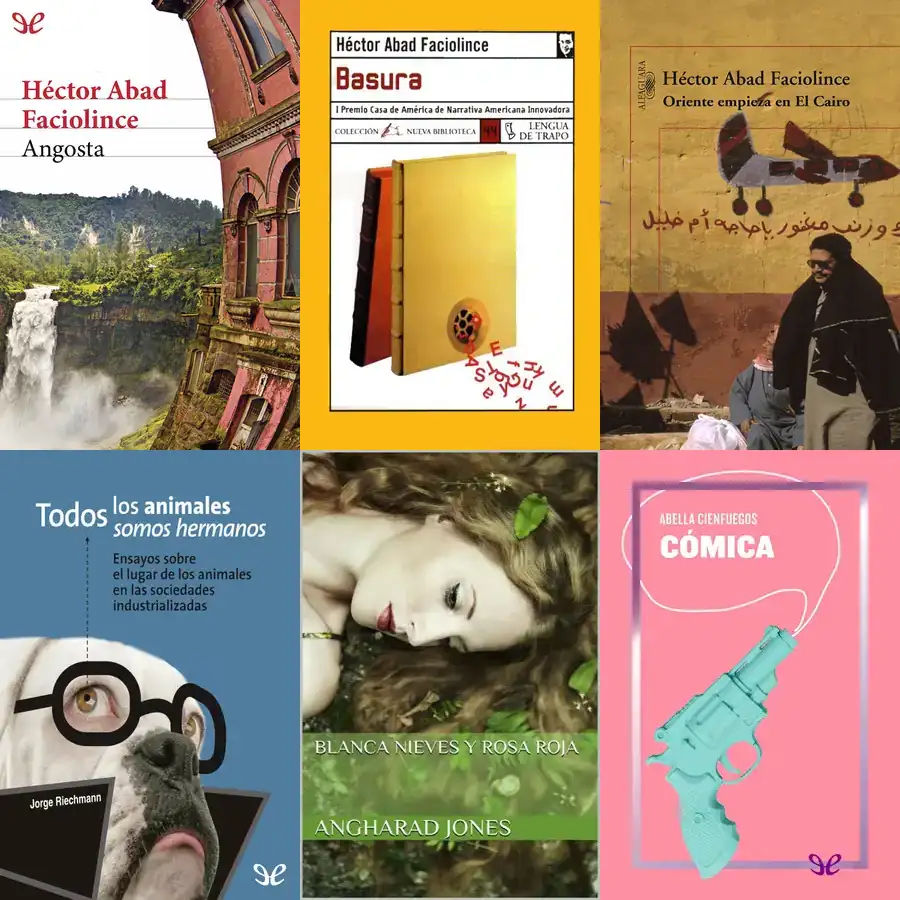 Héctor Abad
Faciolince
Angosta
Héctor Abad Faciolince
Basura
I Premio Casa de América de Narrativa Americana Innovadora
COLECCIÓN
NUEVA BIBLIOTECA
44
LENGUA
DE TRAPO
ALFAGUARA
Héctor Abad Faciolince
Oriente empieza en El Cairo
Todos los animales
somos hermanos
Ensayos sobre
el lugar de los animales
en las sociedades
industrializadas
Jorge Riechmann
BLANCA NIEVES Y ROSA ROJA
ANGHARAD JONES
ABELLA CIENFUEGOS
CÓMICA